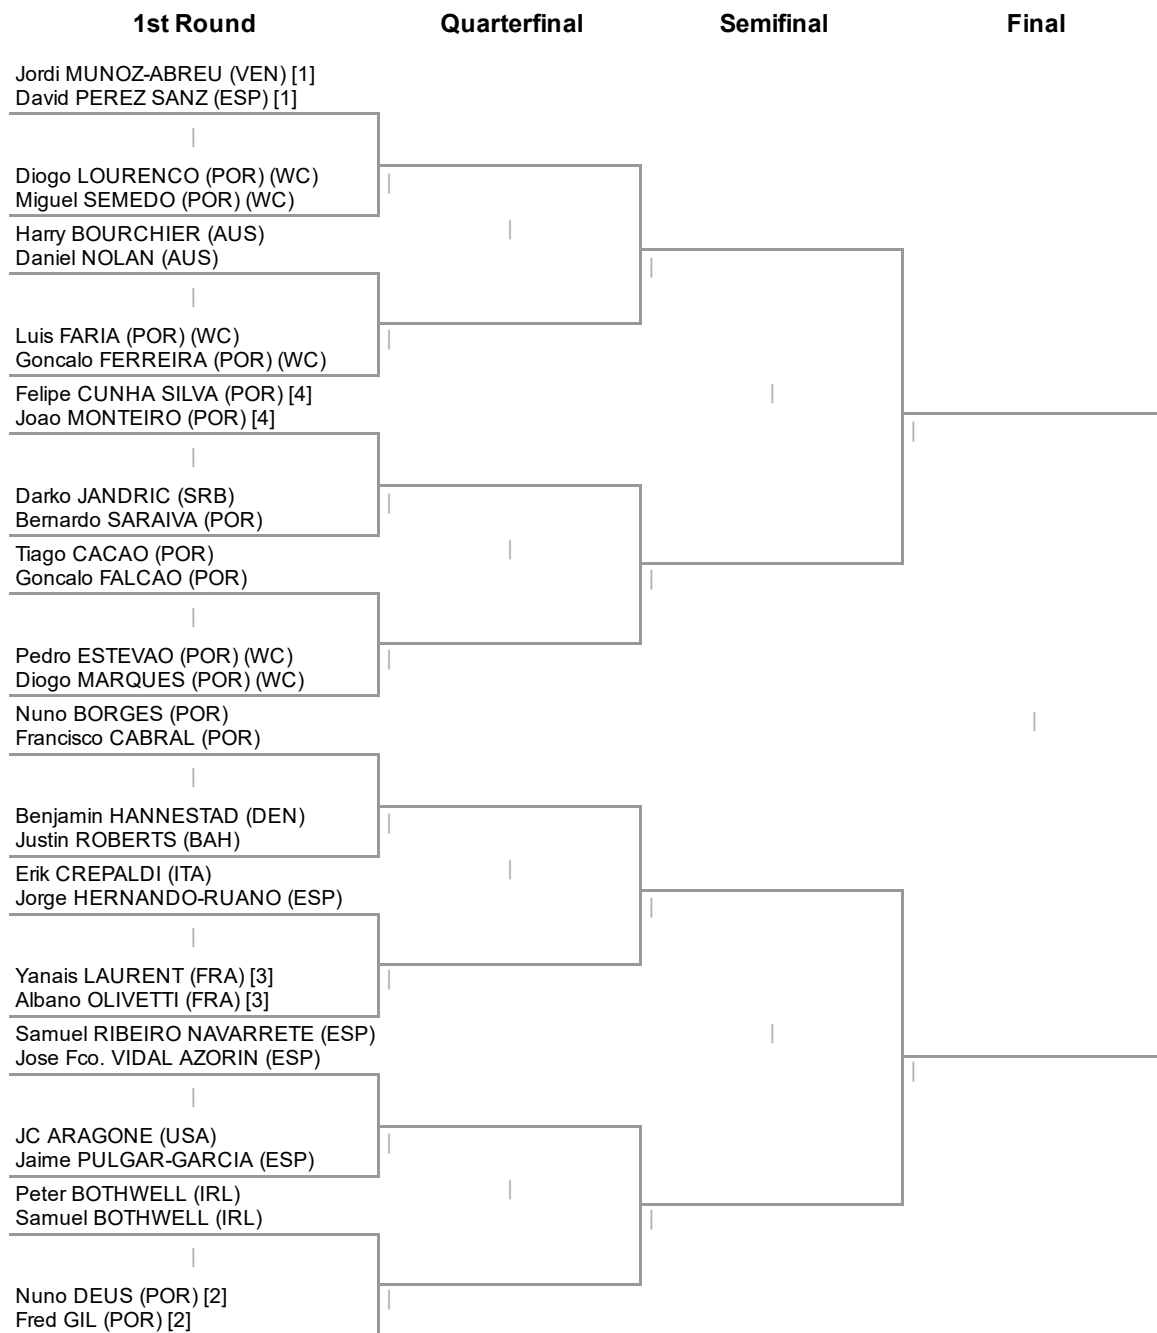 1st Round Quarterfinal Semifinal Final
Jordi MUNOZ-ABREU (VEN) [1]
David PEREZ SANZ (ESP) [1]
Diogo LOURENCO (POR) (WC)
Miguel SEMEDO (POR) (WC)
Harry BOURCHIER (AUS)
Daniel NOLAN (AUS)
Luis FARIA (POR) (WC)
Goncalo FERREIRA (POR) (WC)
Felipe CUNHA SILVA (POR) [4]
Joao MONTEIRO (POR) [4]
Darko JANDRIC (SRB)
Bernardo SARAIVA (POR)
Tiago CACAO (POR)
Goncalo FALCAO (POR)
Pedro ESTEVAO (POR) (WC)
Diogo MARQUES (POR) (WC)
Nuno BORGES (POR)
Francisco CABRAL (POR)
Benjamin HANNESTAD (DEN)
Justin ROBERTS (BAH)
Erik CREPALDI (ITA)
Jorge HERNANDO-RUANO (ESP)
Yanais LAURENT (FRA) [3]
Albano OLIVETTI (FRA) [3]
Samuel RIBEIRO NAVARRETE (ESP)
Jose Fco. VIDAL AZORIN (ESP)
JC ARAGONE (USA)
Jaime PULGAR-GARCIA (ESP)
Peter BOTHWELL (IRL)
Samuel BOTHWELL (IRL)
Nuno DEUS (POR) [2]
Fred GIL (POR) [2]